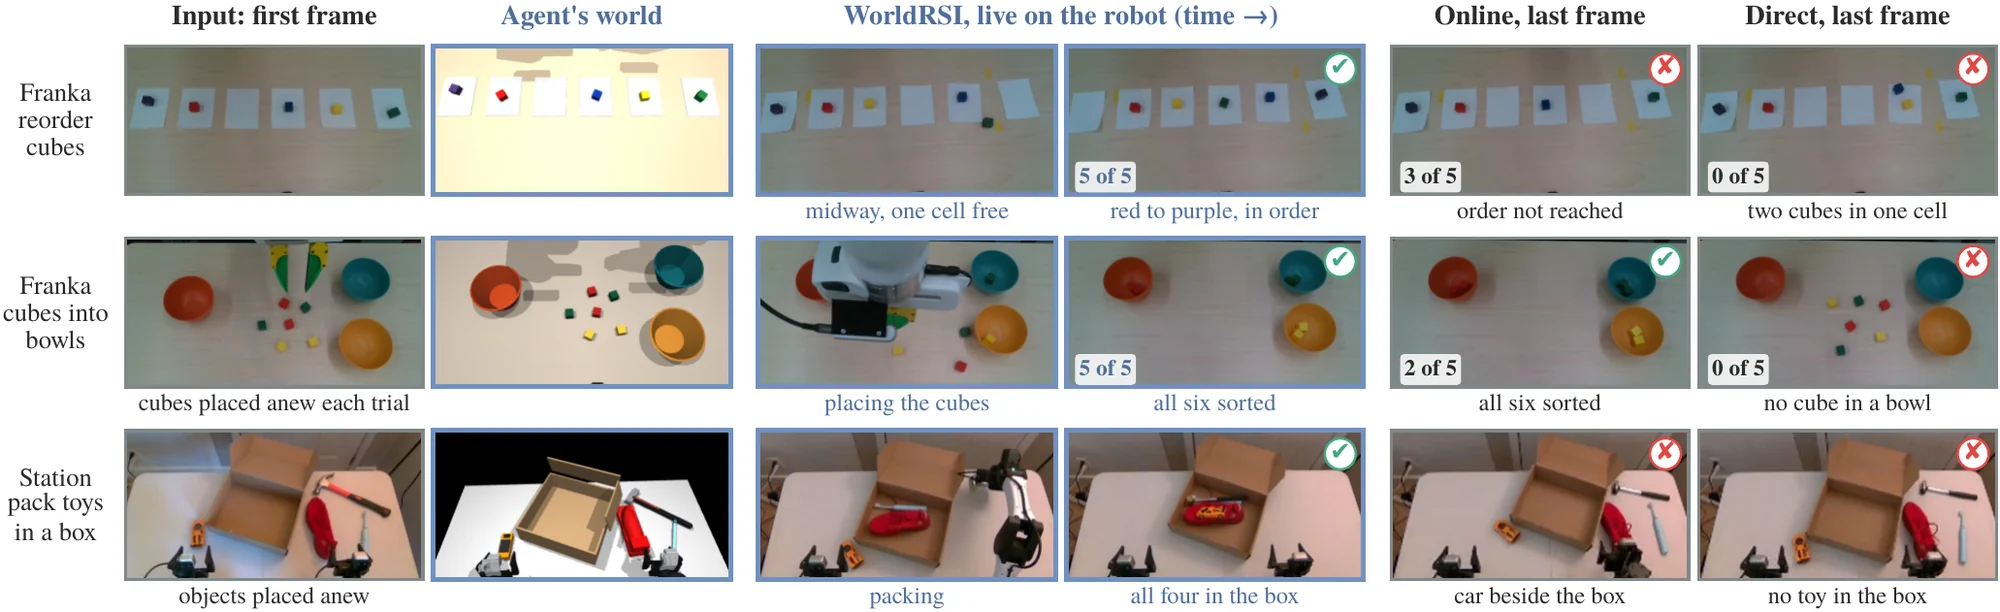 Input: first frame
Agent's world
WorldRSI, live on the robot (time →)
Online, last frame
Direct, last frame
Franka
reorder
cubes
5 of 5
3 of 5
0 of 5
midway, one cell free
red to purple, in order
order not reached
two cubes in one cell
Franka
cubes into
bowls
5 of 5
2 of 5
0 of 5
cubes placed anew each trial
placing the cubes
all six sorted
all six sorted
no cube in a bowl
Station
pack toys
in a box
objects placed anew
packing
all four in the box
car beside the box
no toy in the box